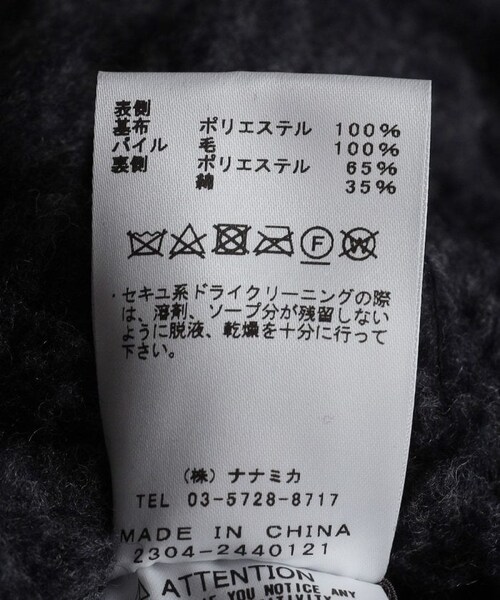 表側
基布 ポリエステル 100%
パイル 毛 100%
裏側 ポリエステル 65%
綿 35%
F W
・セキユ系ドライクリーニングの際
は、溶剤、ソープ分が残留しない
ように脱液、乾燥を十分に行って
下さい。
(株) ナナミカ
TEL 03-5728-8717
MADE IN CHINA
2304-2440121
ATTENTION
IF YOU NOTICE ANY